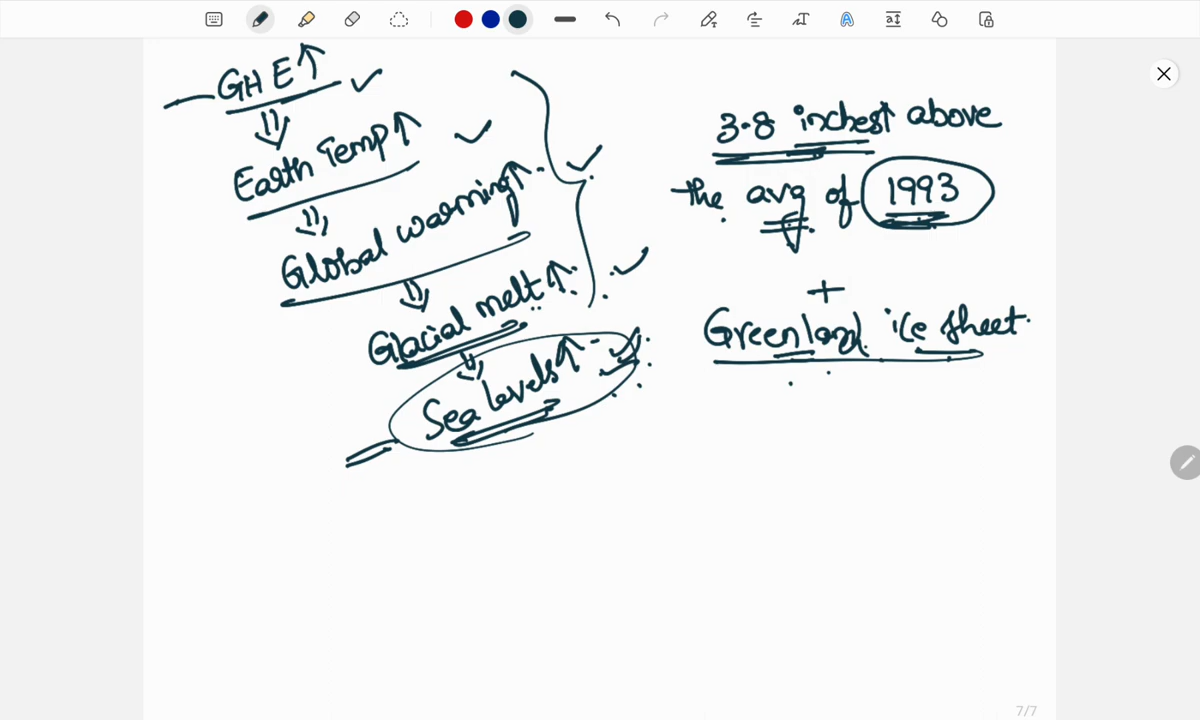 GHE↑
Earth Temp↑
Global warming↑
Glacial melt↑
Sea levels↑
3.8 inchest above
the avg of 1993
+
Greenland ice sheet
7/7